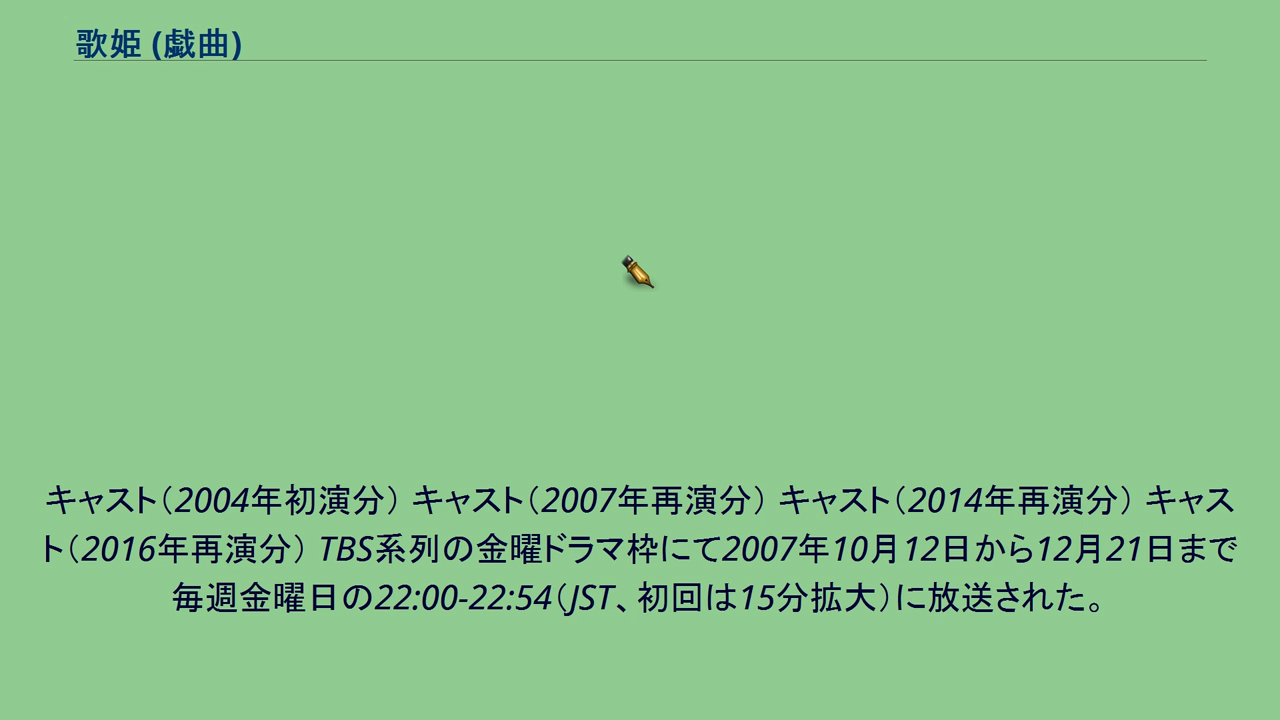 歌姫 (戯曲)
キャスト（2004年初演分） キャスト（2007年再演分） キャスト（2014年再演分） キャス
ト（2016年再演分） TBS系列の金曜ドラマ枠にて2007年10月12日から12月21日まで
毎週金曜日の22:00-22:54（JST、初回は15分拡大）に放送された。